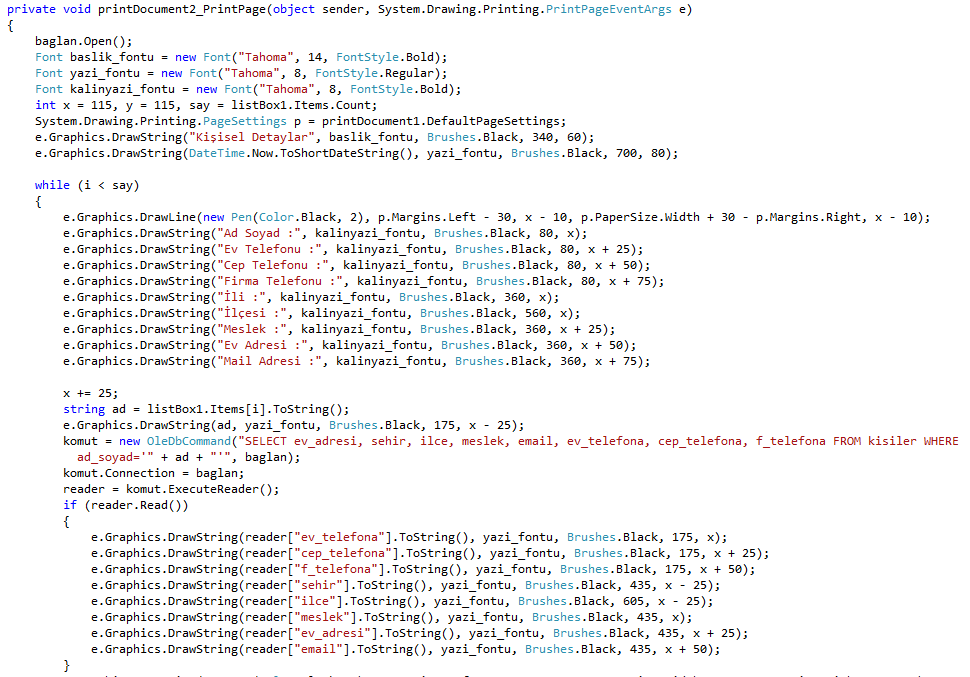 private void printDocument2_PrintPage(object sender, System.Drawing.Printing.PrintPageEventArgs e)
{
    baglan.Open();
    Font baslik_fontu = new Font("Tahoma", 14, FontStyle.Bold);
    Font yazi_fontu = new Font("Tahoma", 8, FontStyle.Regular);
    Font kalinyazi_fontu = new Font("Tahoma", 8, FontStyle.Bold);
    int x = 115, y = 115, say = listBox1.Items.Count;
    System.Drawing.Printing.PageSettings p = printDocument1.DefaultPageSettings;
    e.Graphics.DrawString("Kişisel Detaylar", baslik_fontu, Brushes.Black, 340, 60);
    e.Graphics.DrawString(DateTime.Now.ToShortDateString(), yazi_fontu, Brushes.Black, 700, 80);

    while (i < say)
    {
        e.Graphics.DrawLine(new Pen(Color.Black, 2), p.Margins.Left - 30, x - 10, p.PaperSize.Width + 30 - p.Margins.Right, x - 10);
        e.Graphics.DrawString("Ad Soyad :", kalinyazi_fontu, Brushes.Black, 80, x);
        e.Graphics.DrawString("Ev Telefonu :", kalinyazi_fontu, Brushes.Black, 80, x + 25);
        e.Graphics.DrawString("Cep Telefonu :", kalinyazi_fontu, Brushes.Black, 80, x + 50);
        e.Graphics.DrawString("Firma Telefonu :", kalinyazi_fontu, Brushes.Black, 80, x + 75);
        e.Graphics.DrawString("İli :", kalinyazi_fontu, Brushes.Black, 360, x);
        e.Graphics.DrawString("İlçesi :", kalinyazi_fontu, Brushes.Black, 560, x);
        e.Graphics.DrawString("Meslek :", kalinyazi_fontu, Brushes.Black, 360, x + 25);
        e.Graphics.DrawString("Ev Adresi :", kalinyazi_fontu, Brushes.Black, 360, x + 50);
        e.Graphics.DrawString("Mail Adresi :", kalinyazi_fontu, Brushes.Black, 360, x + 75);

        x += 25;
        string ad = listBox1.Items[i].ToString();
        e.Graphics.DrawString(ad, yazi_fontu, Brushes.Black, 175, x - 25);
        komut = new OleDbCommand("SELECT ev_adresi, sehir, ilce, meslek, email, ev_telefona, cep_telefona, f_telefona FROM kisiler WHERE
          ad_soyad='" + ad + "'", baglan);
        komut.Connection = baglan;
        reader = komut.ExecuteReader();
        if (reader.Read())
        {
            e.Graphics.DrawString(reader["ev_telefona"].ToString(), yazi_fontu, Brushes.Black, 175, x);
            e.Graphics.DrawString(reader["cep_telefona"].ToString(), yazi_fontu, Brushes.Black, 175, x + 25);
            e.Graphics.DrawString(reader["f_telefona"].ToString(), yazi_fontu, Brushes.Black, 175, x + 50);
            e.Graphics.DrawString(reader["sehir"].ToString(), yazi_fontu, Brushes.Black, 435, x - 25);
            e.Graphics.DrawString(reader["ilce"].ToString(), yazi_fontu, Brushes.Black, 605, x - 25);
            e.Graphics.DrawString(reader["meslek"].ToString(), yazi_fontu, Brushes.Black, 435, x);
            e.Graphics.DrawString(reader["ev_adresi"].ToString(), yazi_fontu, Brushes.Black, 435, x + 25);
            e.Graphics.DrawString(reader["email"].ToString(), yazi_fontu, Brushes.Black, 435, x + 50);
        }